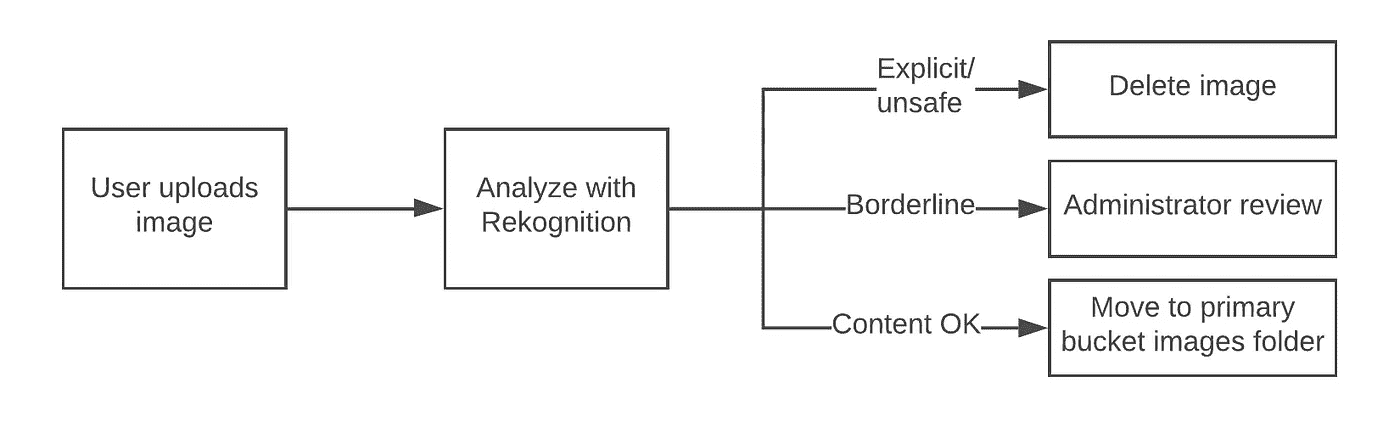 User uploads
image
Analyze with
Rekognition
Explicit/
unsafe
Delete image
Borderline
Administrator review
Content OK
Move to primary
bucket images folder